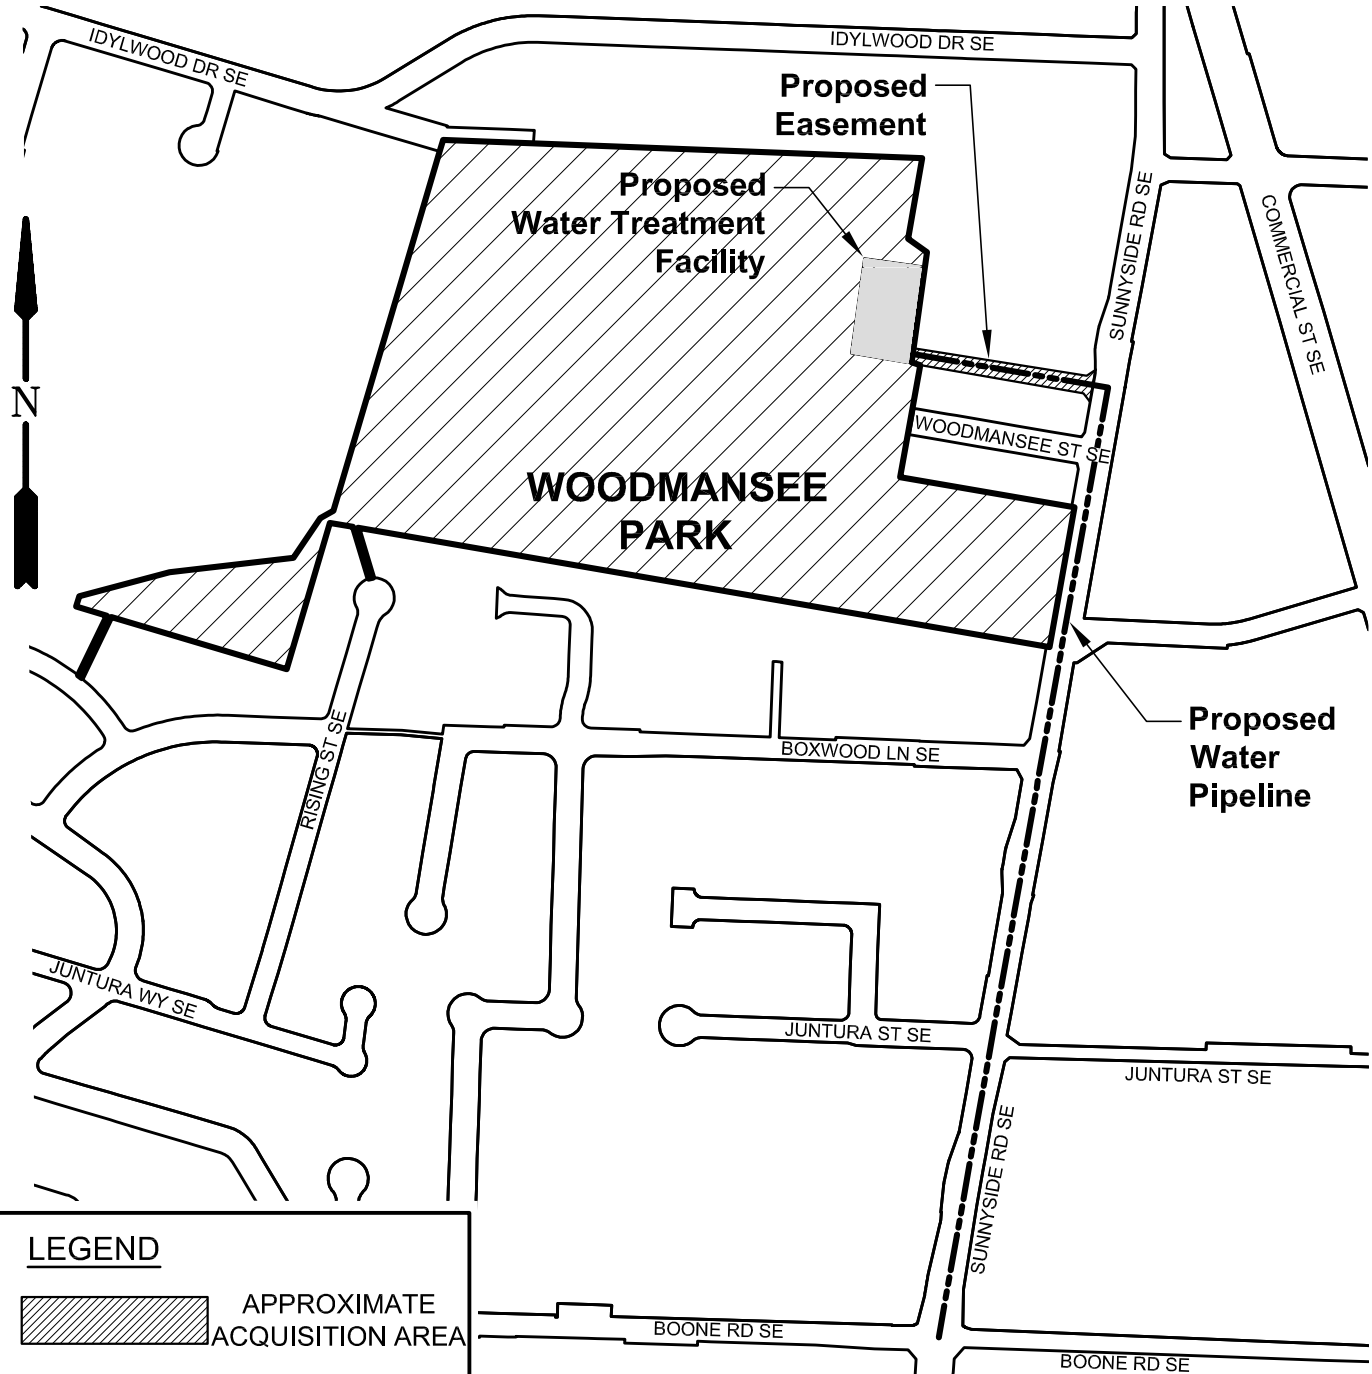 IDYLWOOD DR SE
IDYLWOOD DR SE
Proposed
Easement
Proposed
Water Treatment
Facility
SUNNYSIDE RD SE
COMMERCIAL ST SE
N
WOODMANSEE ST SE
WOODMANSEE
PARK
Proposed
Water
Pipeline
RISING ST SE
BOXWOOD LN SE
JUNTURA WY SE
JUNTURA ST SE
JUNTURA ST SE
SUNNYSIDE RD SE
LEGEND
APPROXIMATE
ACQUISITION AREA
BOONE RD SE
BOONE RD SE